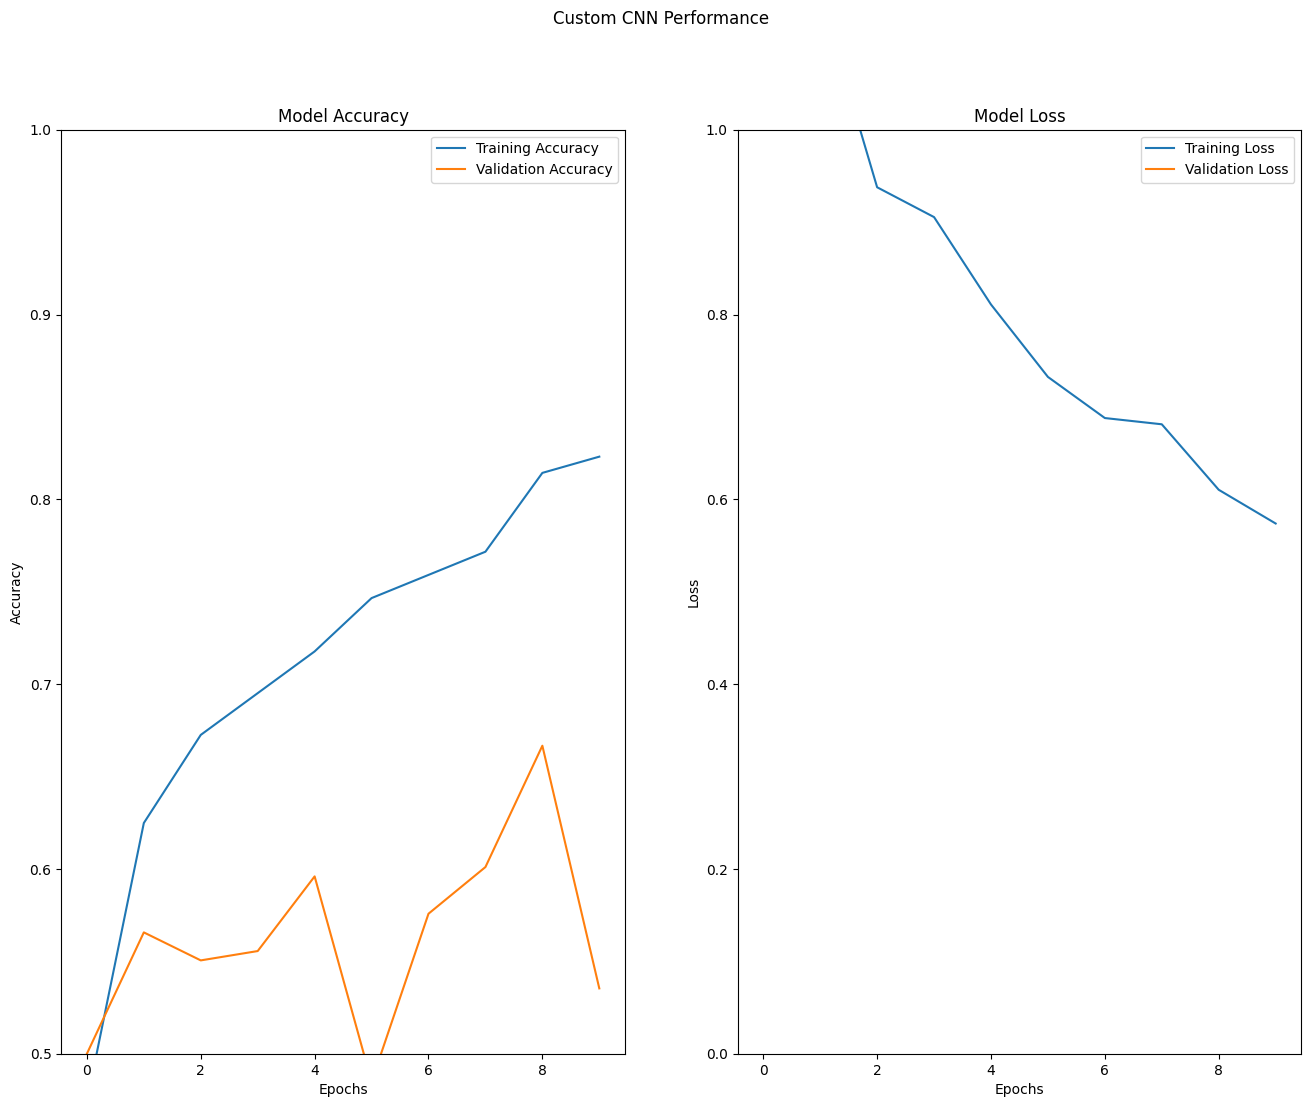 Custom CNN Performance
Model Accuracy
Training Accuracy
Validation Accuracy
1.0
0.9
0.8
0.7
0.6
0.5
Accuracy
0 2 4 6 8
Epochs
Model Loss
Training Loss
Validation Loss
1.0
0.8
0.6
0.4
0.2
0.0
Loss
0 2 4 6 8
Epochs